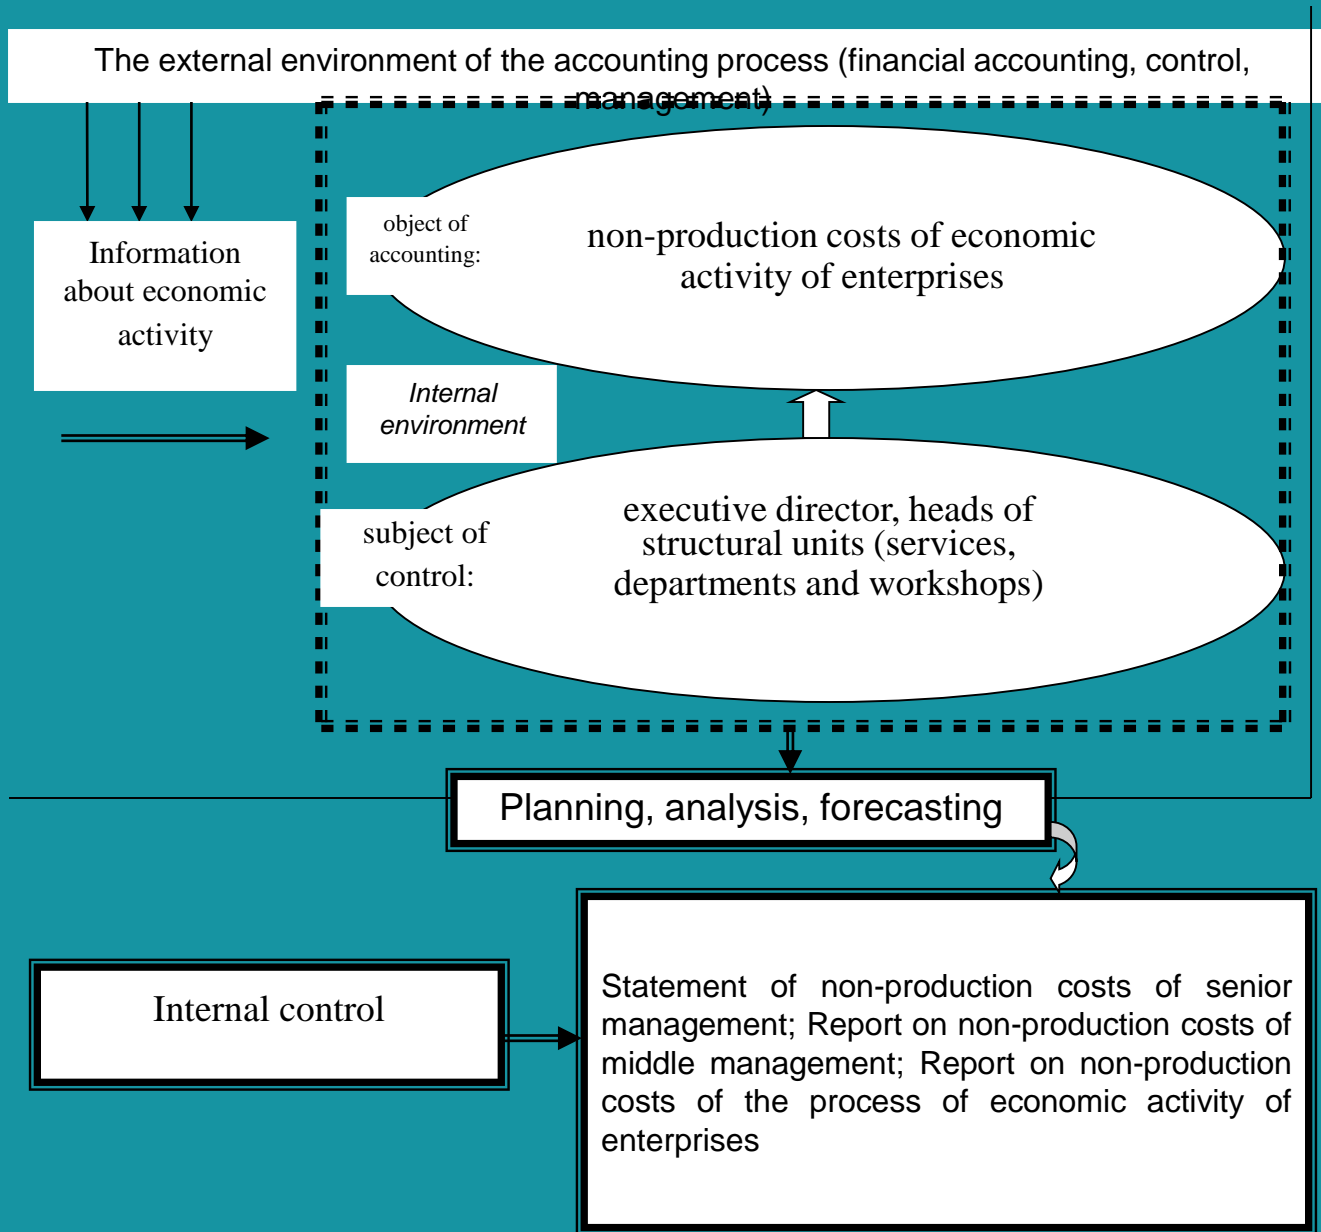 The external environment of the accounting process (financial accounting, control,
management)
object of
accounting:
non-production costs of economic
activity of enterprises
Information
about economic
activity
Internal
environment
subject of
control:
executive director, heads of
structural units (services,
departments and workshops)
Planning, analysis, forecasting
Internal control
Statement of non-production costs of senior
management; Report on non-production costs of
middle management; Report on non-production
costs of the process of economic activity of
enterprises